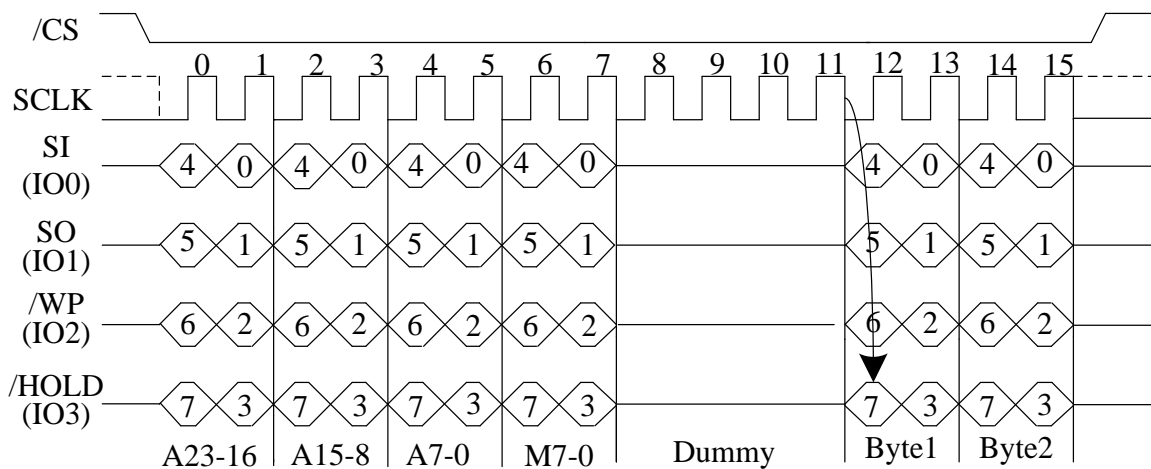 /CS
0 1 2 3 4 5 6 7 8 9 10 11 12 13 14 15
SCLK
SI
(IO0)
4 0 4 0 4 0 4 0 4 0 4 0
SO
(IO1)
5 1 5 1 5 1 5 1 5 1 5 1
/WP
(IO2)
6 2 6 2 6 2 6 2 6 2 6 2
/HOLD
(IO3)
7 3 7 3 7 3 7 3 7 3 7 3
A23-16 A15-8 A7-0 M7-0 Dummy Byte1 Byte2